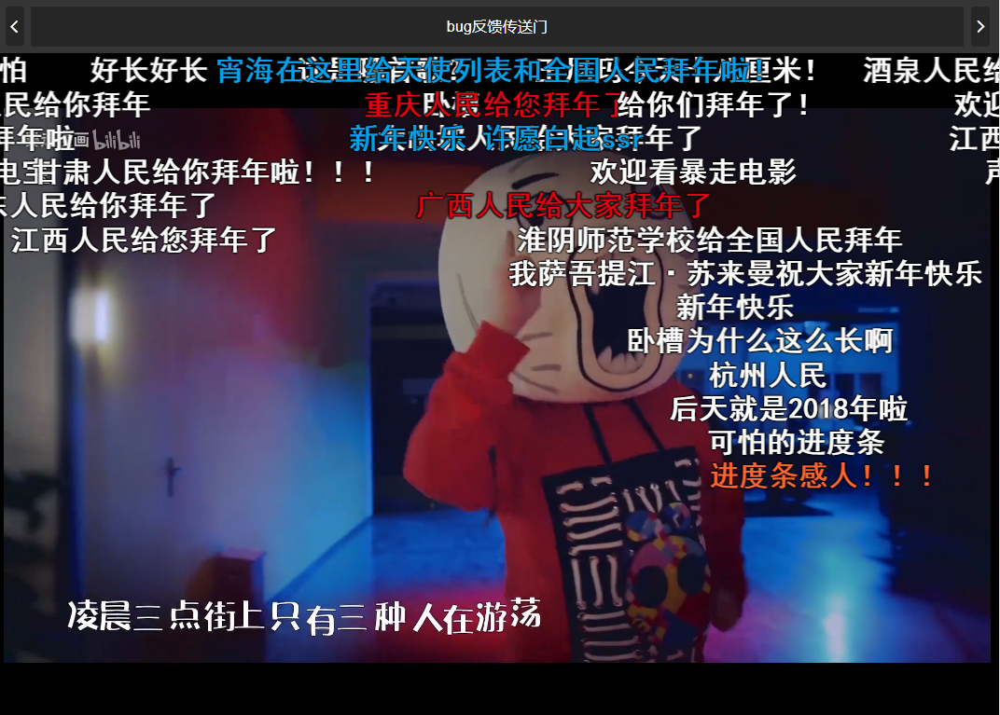 bug反馈传送门
怕 好长好长 宵海在这里给天使列表和全国人民拜年啦! 厘米！ 酒泉人民给
民给你拜年 重庆人民给您拜年了 卧槽 给你们拜年了！ 欢迎
拜年啦 画 bilibili 新年快乐 许愿白起ssr 拜年了 江西
甘肃人民给你拜年啦！！！ 欢迎看暴走电影
人民给你拜年了 广西人民给大家拜年了
江西人民给您拜年了 淮阴师范学校给全国人民拜年
我萨吾提江·苏来曼祝大家新年快乐
新年快乐
卧槽为什么这么长啊
杭州人民
后天就是2018年啦
可怕的进度条
进度条感人！！！
凌晨三点街上只有三种人在游荡